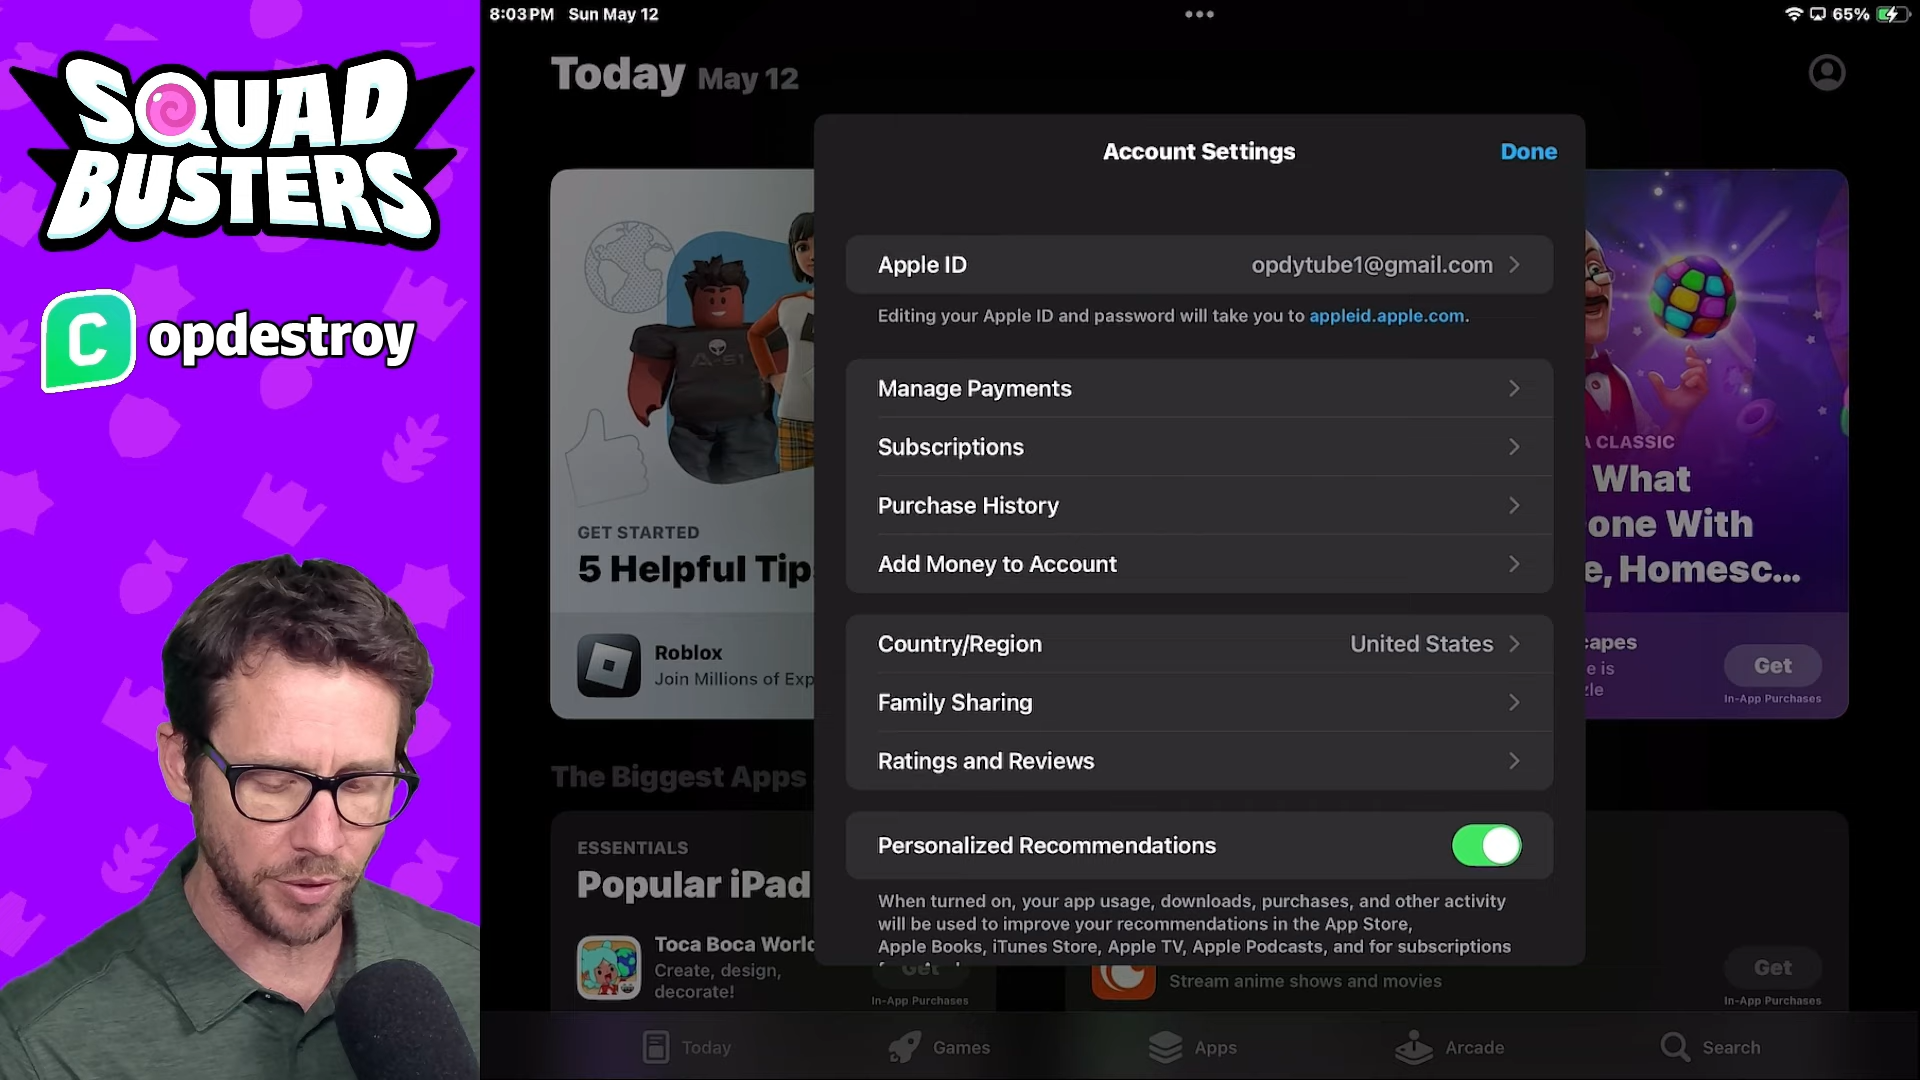 8:03PM Sun May 12
65%
SQUAD
BUSTERS
C opdestroy
Today May 12
Account Settings
Done
Apple ID
opdytube1@gmail.com
Editing your Apple ID and password will take you to appleid.apple.com.
Manage Payments
Subscriptions
Purchase History
Add Money to Account
Country/Region
United States
Family Sharing
Ratings and Reviews
Personalized Recommendations
When turned on, your app usage, downloads, purchases, and other activity
will be used to improve your recommendations in the App Store,
Apple Books, iTunes Store, Apple TV, Apple Podcasts, and for subscriptions
A-51
GET STARTED
5 Helpful Tip
Roblox
Join Millions of Exp
A CLASSIC
What
one With
e, Homesc...
capes
e is
zle
Get
In-App Purchases
The Biggest Apps
ESSENTIALS
Popular iPad
Toca Boca World
Create, design,
decorate!
Get
In-App Purchases
Stream anime shows and movies
Get
In-App Purchases
Today
Games
Apps
Arcade
Search